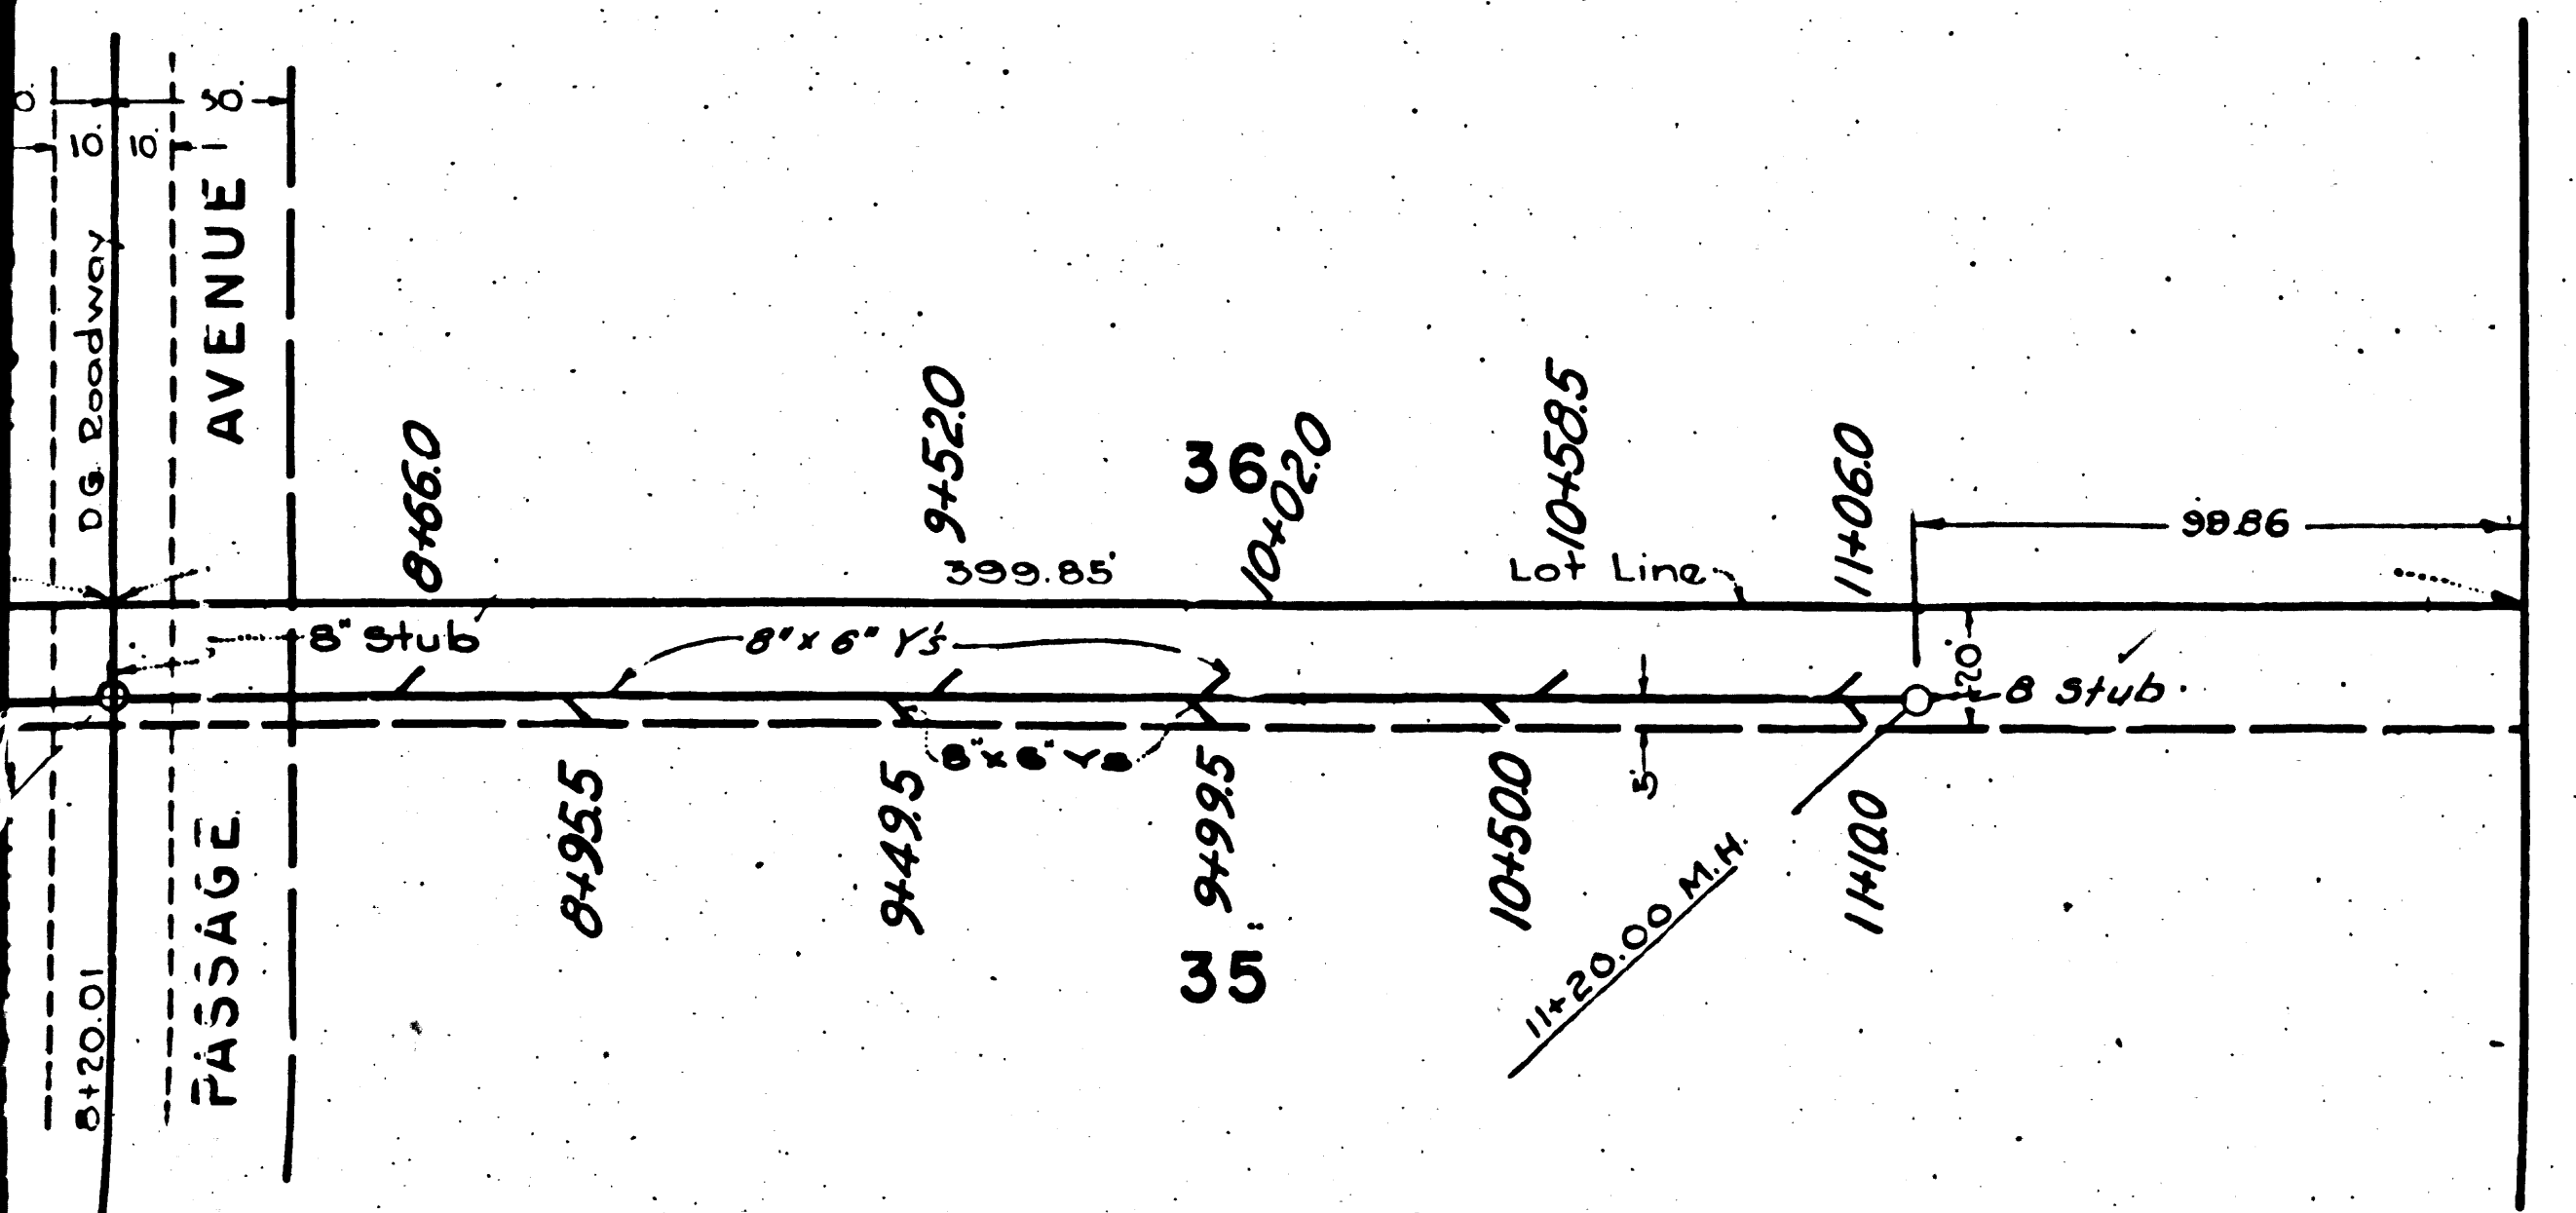 10. 10
AVENUE
D.G. Roadway
8+66.0
9+52.0
36
10+02.0
10+58.5
11+06.0
99.86
399.85'
Lot Line
8" Stub
8" x 6" Y's
20'
8 Stub
8" x 6" Ys
5'
8+95.5
9+49.5
9+99.5
10+50.0
11+10.0
11+20.00 M.H.
35
PASSAGE
8+20.01